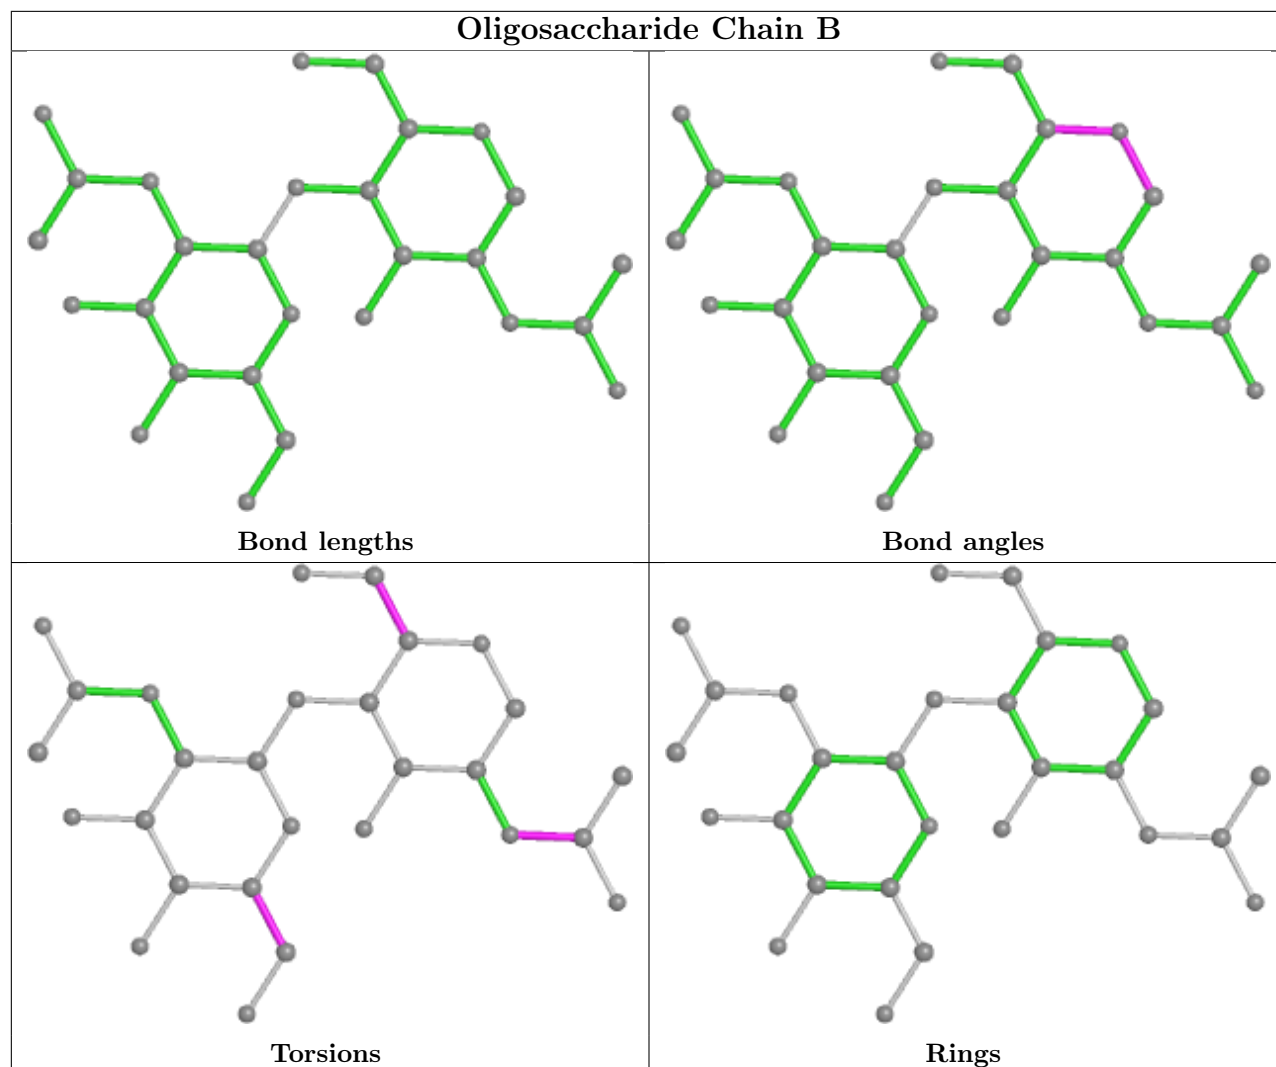 Oligosaccharide Chain B
Bond lengths
Bond angles
Torsions
Rings